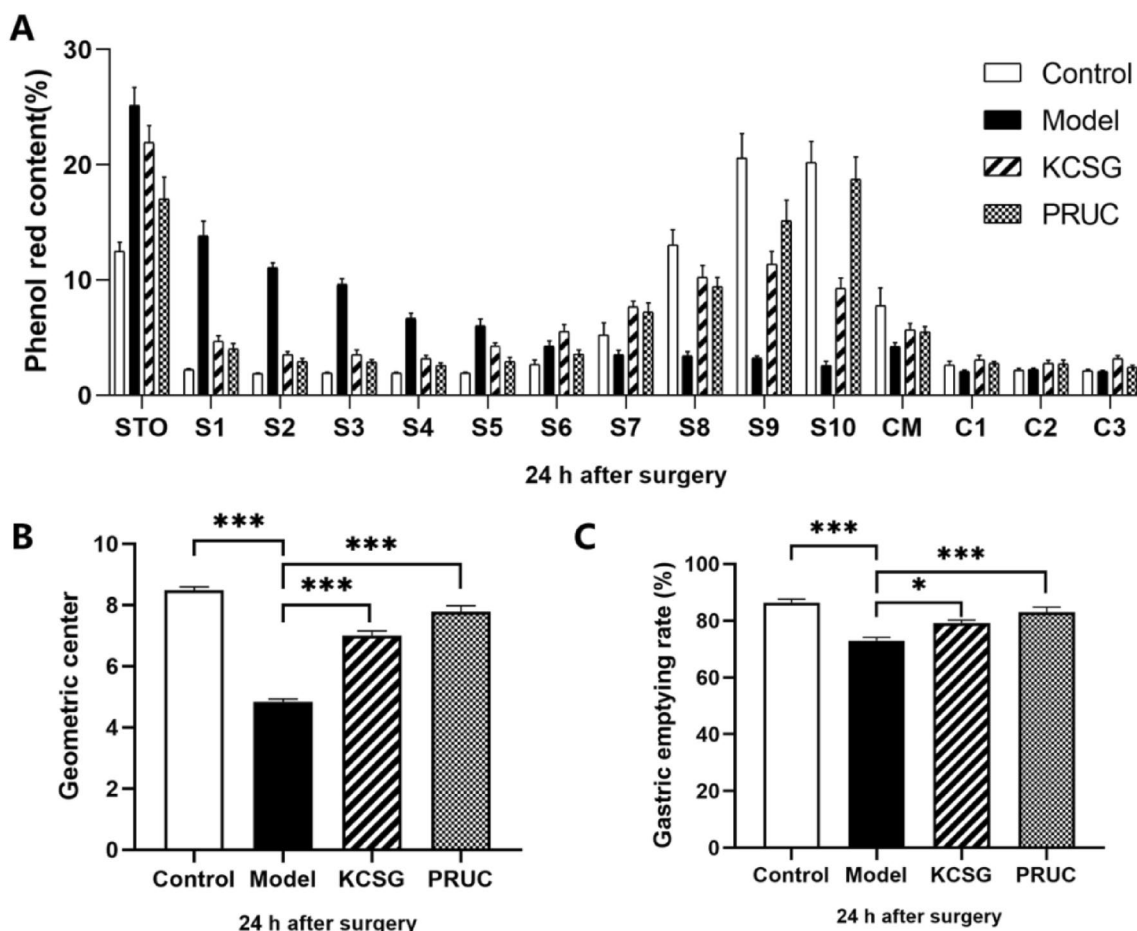 A
Phenol red content(%)
30
20
10
0
Control
Model
KCSG
PRUC
STO S1 S2 S3 S4 S5 S6 S7 S8 S9 S10 CM C1 C2 C3
24 h after surgery
B
Geometric center
10
8
6
4
2
0
***
***
***
Control Model KCSG PRUC
24 h after surgery
C
Gastric emptying rate (%)
100
80
60
40
20
0
***
***
*
Control Model KCSG PRUC
24 h after surgery